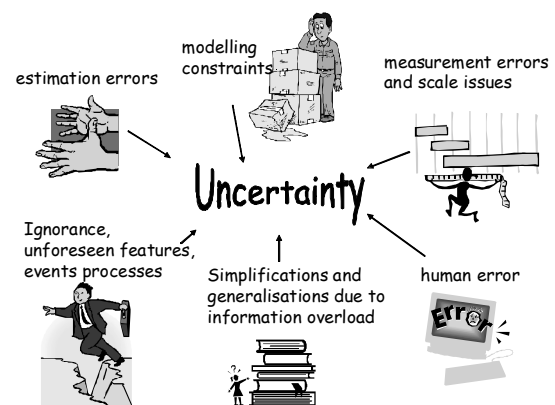 modelling
constraints
estimation errors
measurement errors
and scale issues
Uncertainty
Ignorance,
unforeseen features,
events processes
Simplifications and
generalisations due to
information overload
human error
Error
?